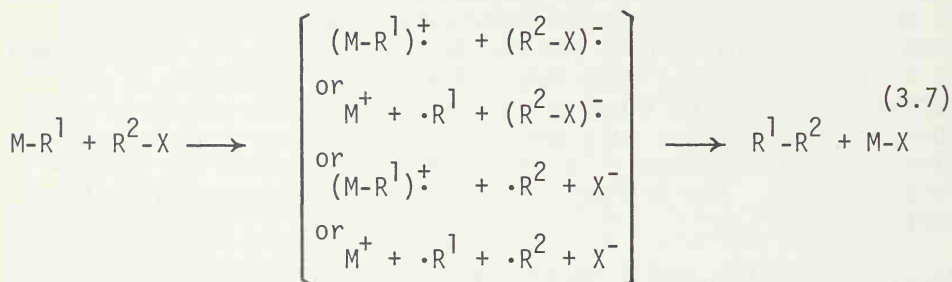 (M-R¹)⁺̇ + (R²-X)⁻̇
or M⁺ + ·R¹ + (R²-X)⁻̇
(3.7)
M-R¹ + R²-X ⟶ ⟶ R¹-R² + M-X
or (M-R¹)⁺̇ + ·R² + X⁻
or M⁺ + ·R¹ + ·R² + X⁻